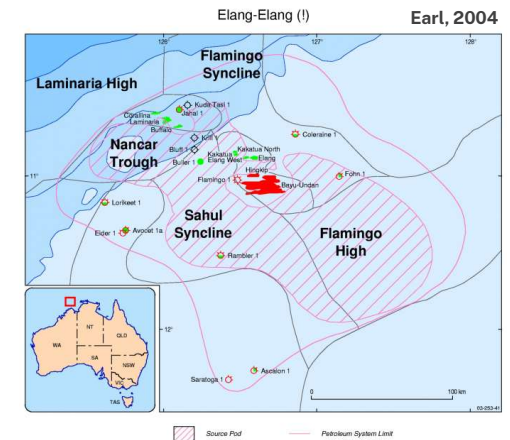 Elang-Elang (!)
Earl, 2004
126°
127°
128°
Flamingo
Syncline
Laminaria High
Kuda Tasi 1
Jahal 1
Corallina
Laminaria
Buffalo
Krill 1
Coleraine 1
Nancar
Trough
Bluff 1
Kakatua
Kakatua North
Buller 1
Elang West
Elang
11°
Hingkip
Flamingo 1
Bayu-Undan
Fohn 1
Lorikeet 1
Sahul
Syncline
Flamingo
High
Eider 1
Avocet 1a
Rambler 1
12°
NT
QLD
WA
SA
NSW
VIC
TAS
Saratoga 1
Ascalon 1
0
100 km
Source Pod
Petroleum System Limit